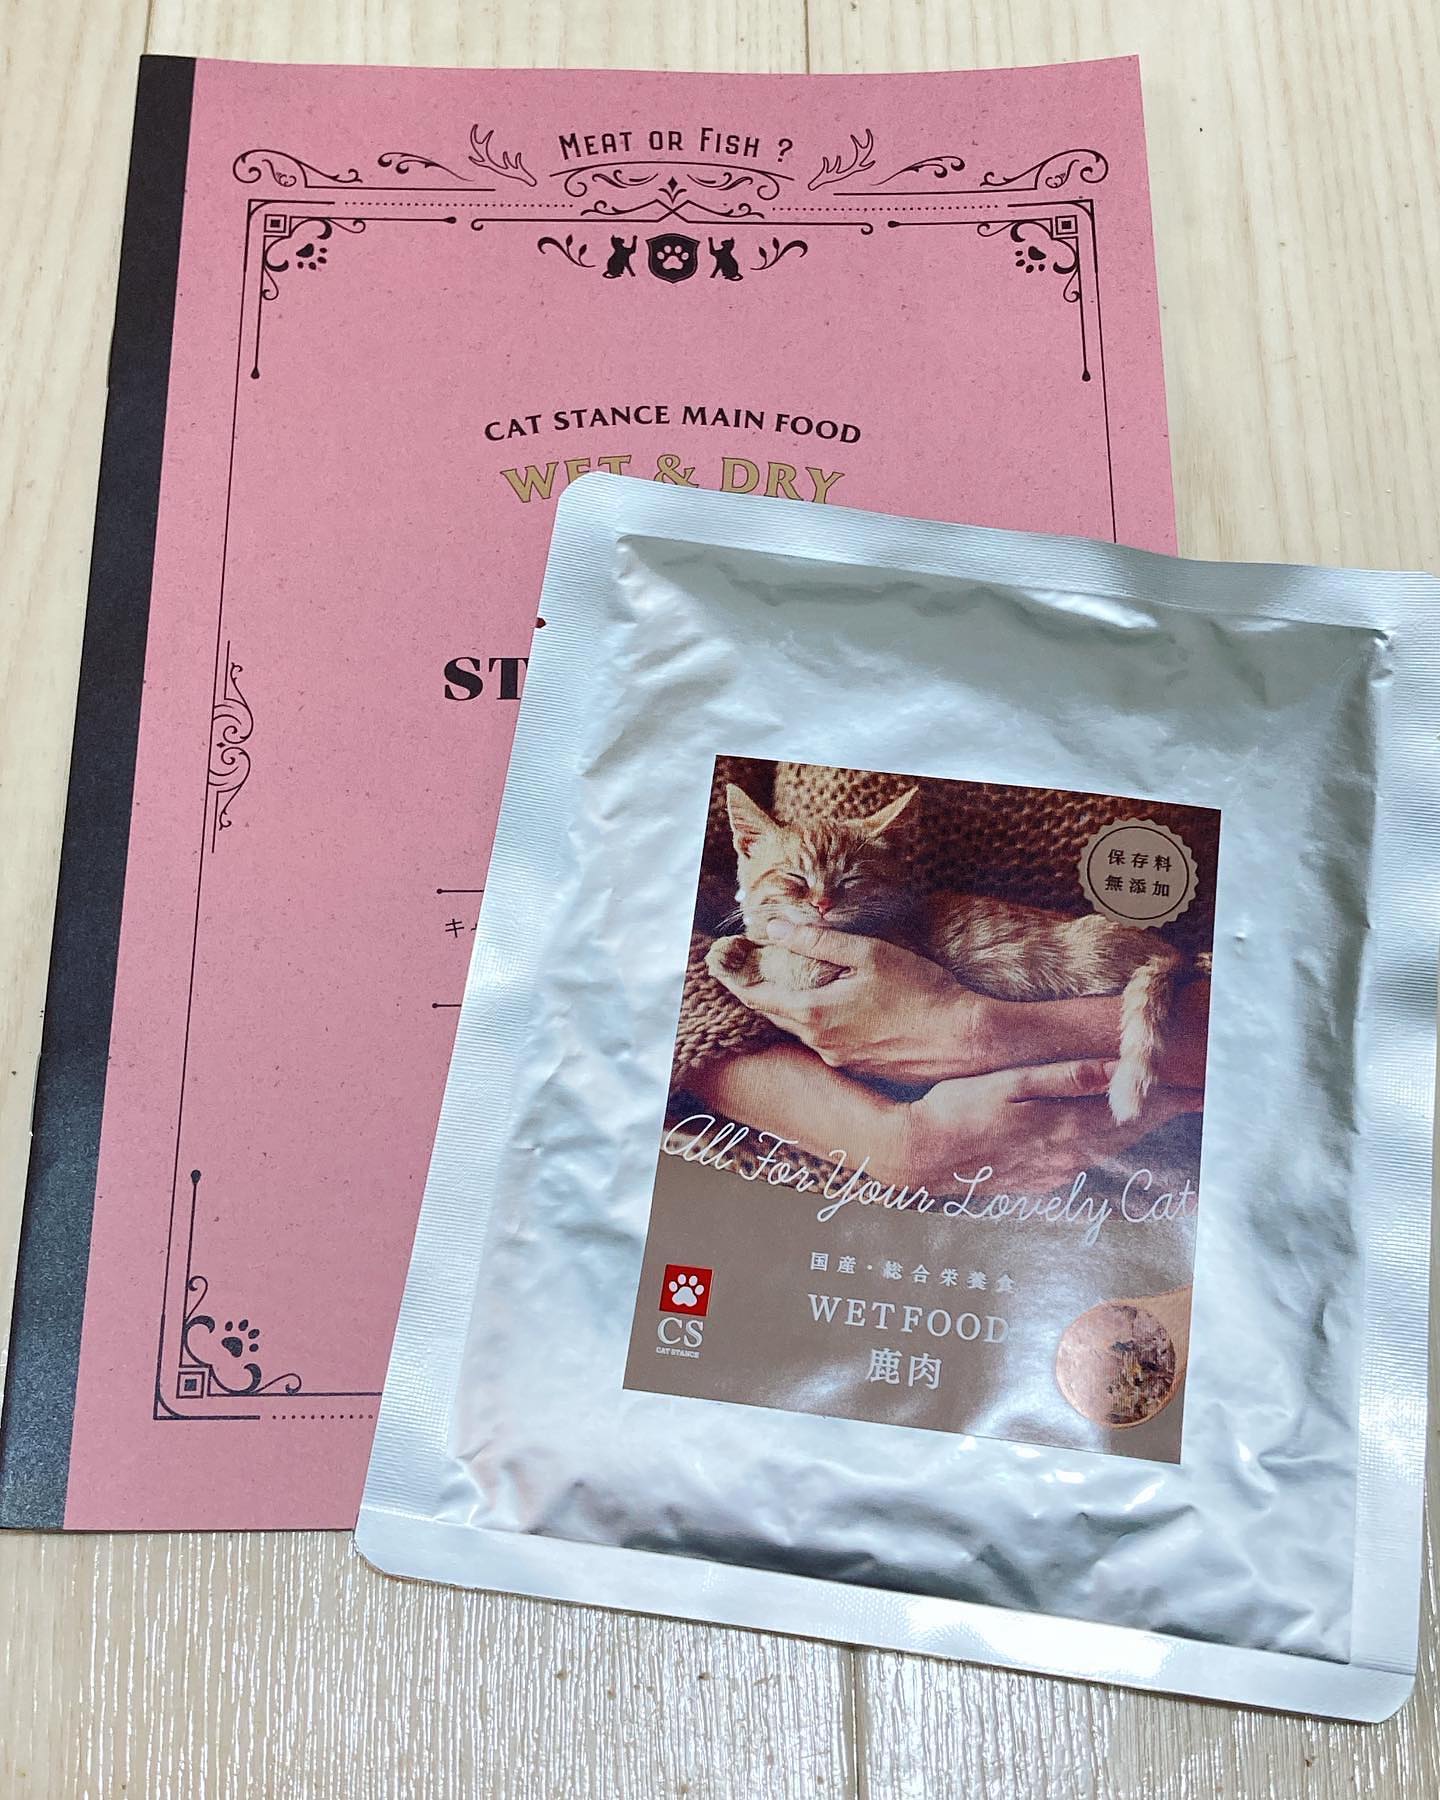 MEAT OR FISH ?
CAT STANCE MAIN FOOD
WET & DRY
ST
キャ
保存料
無添加
All For Your Lovely Cat
国産・総合栄養食
WETFOOD
鹿肉
CS
CAT STANCE